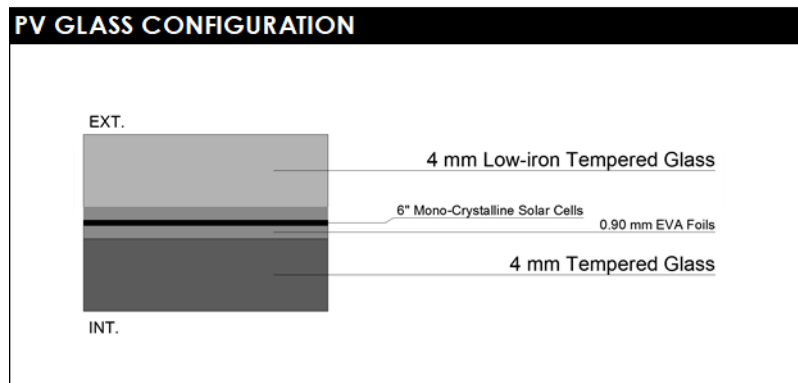 PV GLASS CONFIGURATION
EXT.
4 mm Low-iron Tempered Glass
6" Mono-Crystalline Solar Cells
0.90 mm EVA Foils
4 mm Tempered Glass
INT.